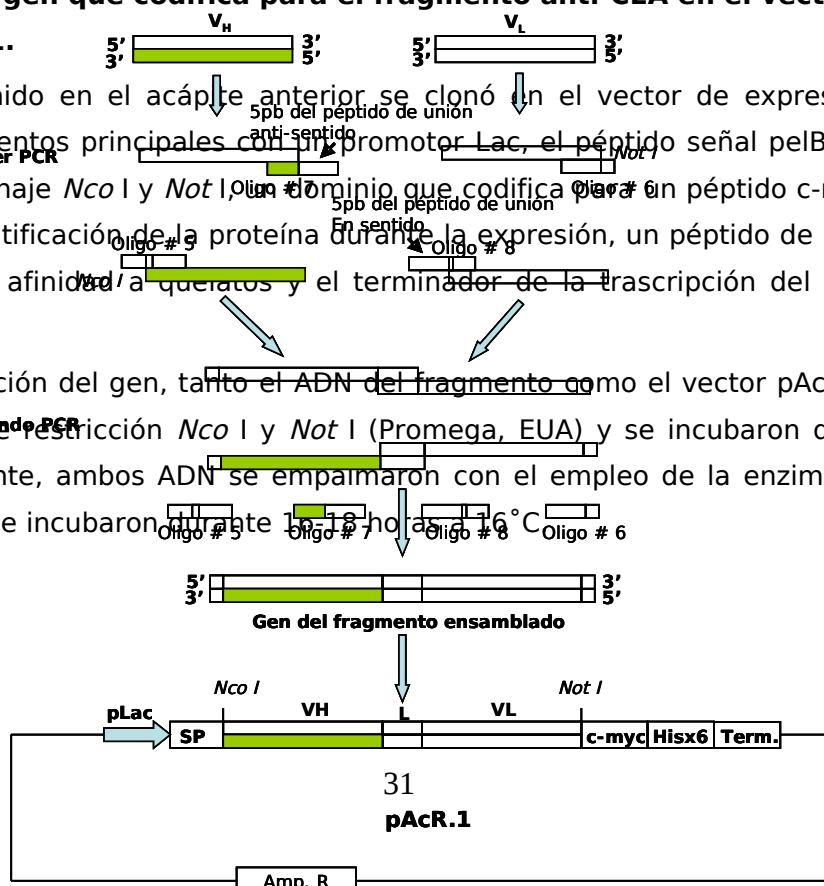 gen que codifica para el fragmento anti-CEA en el vect
..
VH
VL
5’ 3’
3’ 5’
5’ 3’
3’ 5’
ido en el acápite anterior se clonó en el vector de expres
5pb del péptido de unión
anti-sentido
entos principales con un promotor Lac, el péptido señal pelB
er PCR
Not I
naje Nco I y Not I, un dominio que codifica para un péptido c-m
Oligo # 7
Oligo # 6
5pb del péptido de unión
En sentido
tificación de la proteína durante la expresión, un péptido de
Oligo # 5
Oligo # 8
Nco I
afinidad a quelatos y el terminador de la trascripción del
ción del gen, tanto el ADN del fragmento como el vector pAc
ndo PCR
e restricción Nco I y Not I (Promega, EUA) y se incubaron d
nte, ambos ADN se empalmaron con el empleo de la enzim
e incubaron durante 16-18 horas a 16˚C
Oligo # 5 Oligo # 7 Oligo # 8 Oligo # 6
5’ 3’
3’ 5’
Gen del fragmento ensamblado
Nco I Not I
pLac VH L VL
SP c-myc Hisx6 Term.
31
pAcR.1
Amp. R